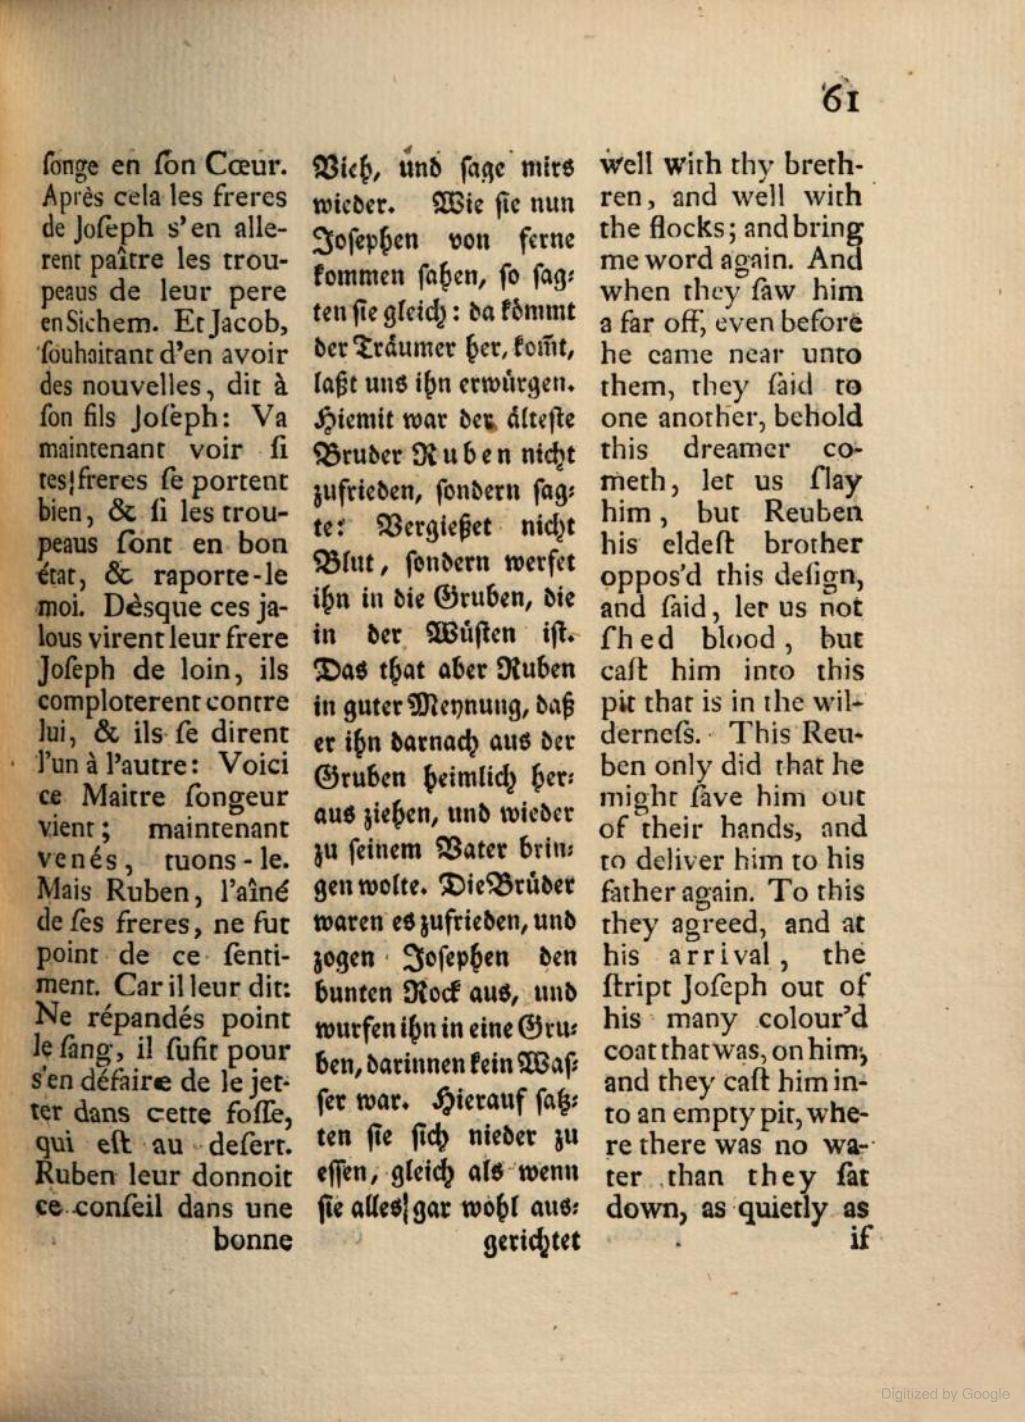 61
ſonge en ſon Cœur.
Après cela les freres
de Joſeph s'en alle-
rent paître les trou-
peaus de leur pere
en Sichem. Et Jacob,
ſouhaitant d'en avoir
des nouvelles, dit à
ſon fils Joſeph: Va
maintenant voir ſi
tes freres ſe portent
bien, & ſi les trou-
peaus ſont en bon
état, & raporte-le
moi. Dèsque ces ja-
lous virent leur frere
Joſeph de loin, ils
comploterent contre
lui, & ils ſe dirent
l'un à l'autre: Voici
ce Maitre ſongeur
vient; maintenant
venés, tuons-le.
Mais Ruben, l'aîné
de ſes freres, ne fut
point de ce ſenti-
ment. Car il leur dit:
Ne répandés point
le ſang, il ſufit pour
s'en défaire de le jet-
ter dans cette foſſe,
qui eſt au deſert.
Ruben leur donnoit
ce conſeil dans une
bonne
Vieh, und ſage mirs
wieder. Wie ſie nun
Joſephen von ferne
kommen ſahen, ſo ſag⸗
ten ſie gleich: da kömmt
der Träumer her, kom̃t,
laßt uns ihn erwürgen.
Hiemit war der älteſte
Bruder Ruben nicht
zufrieden, ſondern ſag⸗
te: Vergießet nicht
Blut, ſondern werfet
ihn in die Gruben, die
in der Wüſten iſt.
Das that aber Ruben
in guter Meynung, daß
er ihn darnach aus der
Gruben heimlich her⸗
aus ziehen, und wieder
zu ſeinem Vater brin⸗
gen wolte. Die Brüder
waren es zufrieden, und
zogen Joſephen den
bunten Rock aus, und
wurfen ihn in eine Gru⸗
ben, darinnen kein Waſ⸗
ſer war. Hierauf ſatz⸗
ten ſie ſich nieder zu
eſſen, gleich als wenn
ſie alles gar wohl aus⸗
gerichtet
well with thy breth-
ren, and well with
the flocks; and bring
me word again. And
when they ſaw him
a far off, even before
he came near unto
them, they ſaid to
one another, behold
this dreamer co-
meth, let us ſlay
him, but Reuben
his eldeſt brother
oppos'd this deſign,
and ſaid, let us not
ſhed blood, but
caſt him into this
pit that is in the wil-
derneſs. This Reu-
ben only did that he
might ſave him out
of their hands, and
to deliver him to his
father again. To this
they agreed, and at
his arrival, the
ſtript Joſeph out of
his many colour'd
coat that was, on him;
and they caſt him in-
to an empty pit, whe-
re there was no wa-
ter than they ſat
down, as quietly as
if
Digitized by Google